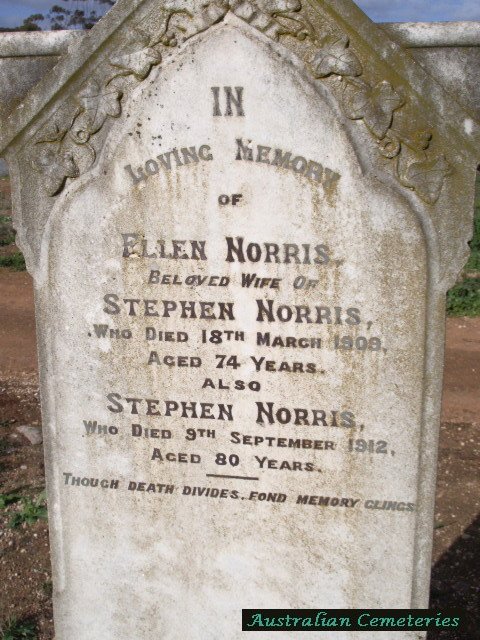 IN
LOVING MEMORY
OF
ELLEN NORRIS.
BELOVED WIFE OF
STEPHEN NORRIS,
WHO DIED 18TH MARCH 1909,
AGED 74 YEARS.
ALSO
STEPHEN NORRIS,
WHO DIED 9TH SEPTEMBER 1912,
AGED 80 YEARS.
THOUGH DEATH DIVIDES, FOND MEMORY CLINGS
Australian Cemeteries